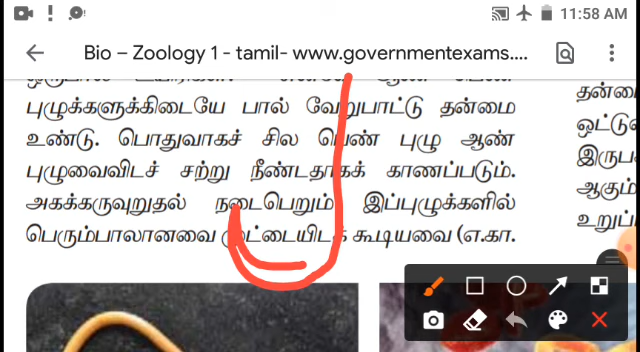 11:58 AM
Bio – Zoology 1 - tamil- www.governmentexams....
புழுக்களுக்கிடையே பால் வேறுபாட்டு தன்மை
உண்டு. பொதுவாகச் சில பெண் புழு ஆண்
புழுவைவிடச் சற்று நீண்டதாகக் காணப்படும்.
அகக்கருவுறுதல் நடைபெறும் இப்புழுக்களில்
பெரும்பாலானவை முட்டையிடக் கூடியவை (எ.கா.
தன்மை
ஒட்டு
இருப
ஆகும்
உறுப்